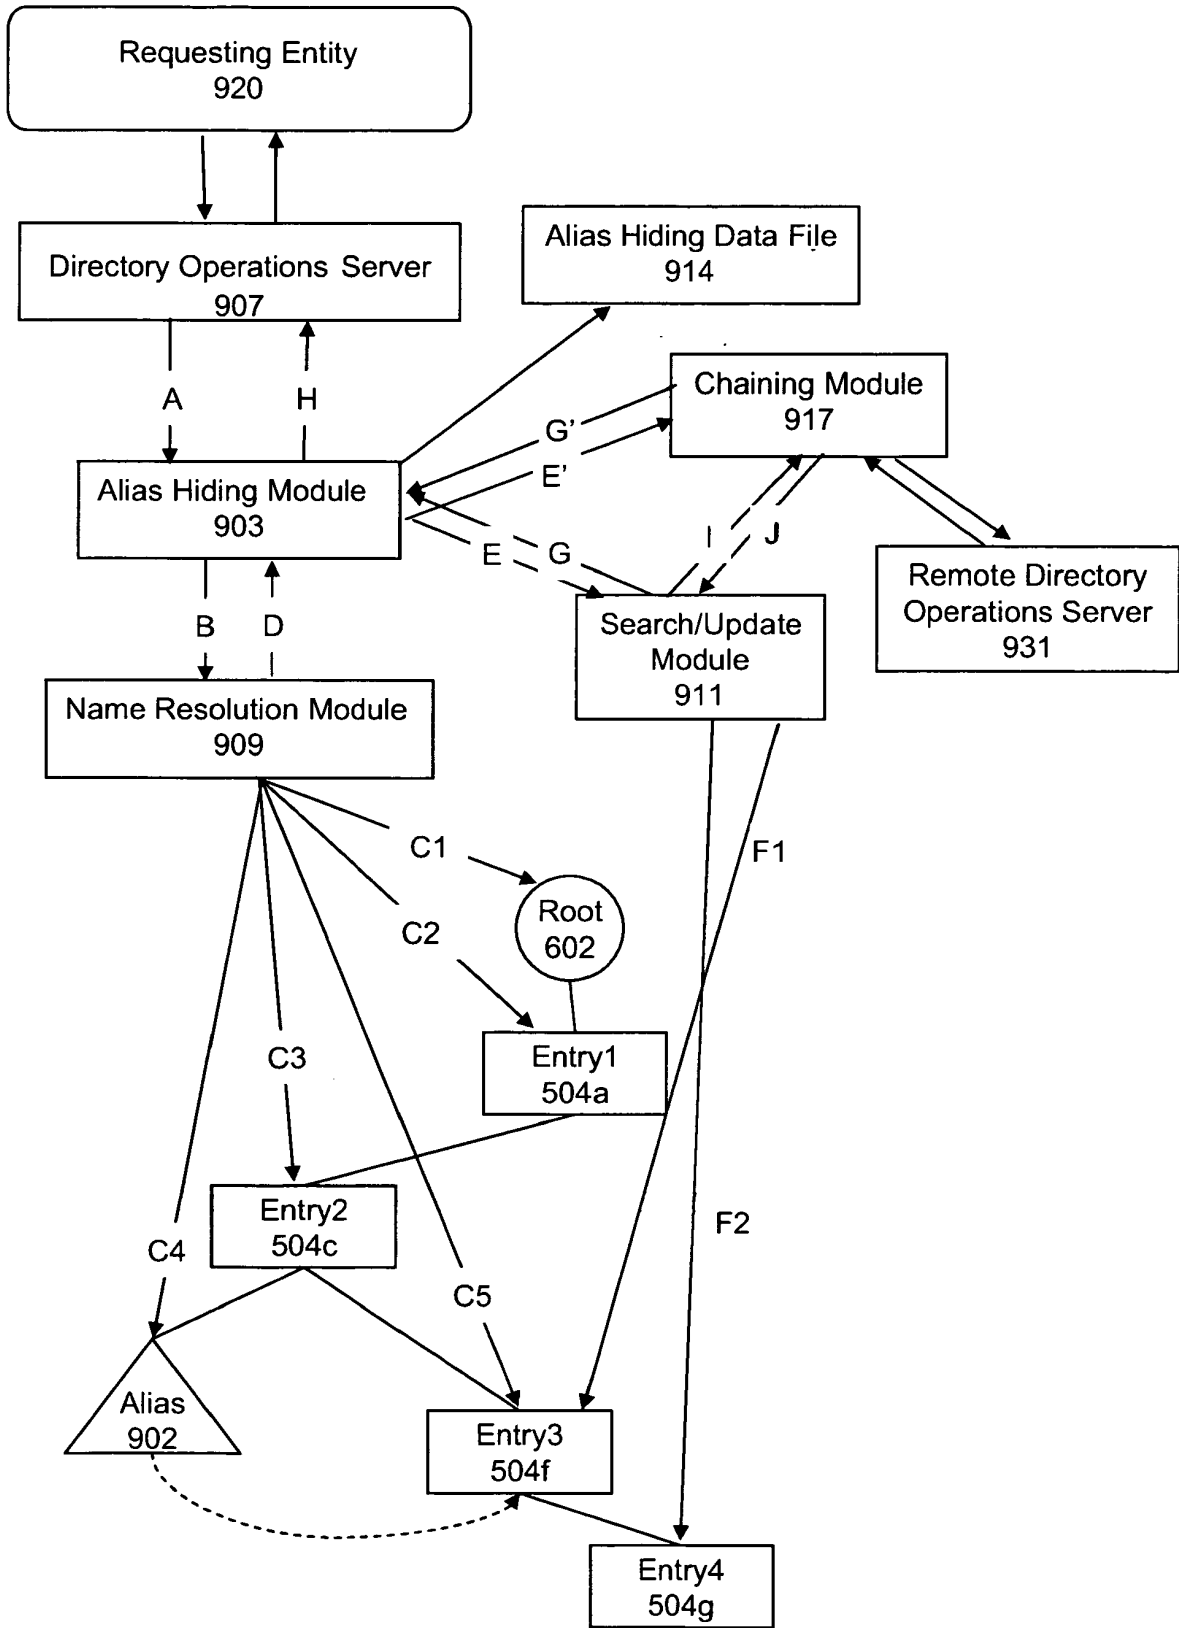 Requesting Entity
920
Directory Operations Server
907
Alias Hiding Data File
914
A
H
Chaining Module
917
G'
E'
Alias Hiding Module
903
I
J
G
E
Remote Directory
Operations Server
931
B
D
Search/Update
Module
911
Name Resolution Module
909
C1
F1
Root
602
C2
C3
Entry1
504a
Entry2
504c
F2
C4
C5
Alias
902
Entry3
504f
Entry4
504g